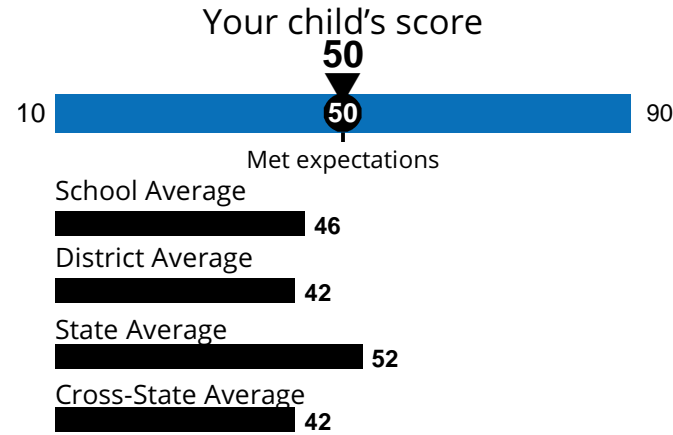 Your child’s score
50
10 50 90
Met expectations
School Average
46
District Average
42
State Average
52
Cross-State Average
42